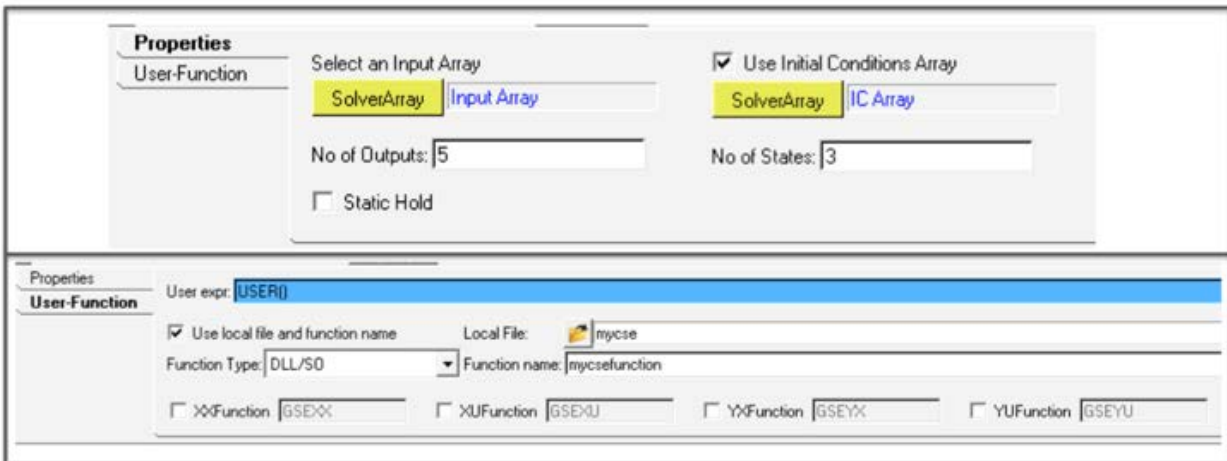 Properties
User-Function
Select an Input Array
Use Initial Conditions Array
SolverArray Input Array
SolverArray IC Array
No of Outputs: 5
No of States: 3
Static Hold
Properties
User-Function
User expr: USER()
Use local file and function name Local File: mycse
Function Type: DLL/SO Function name: mycsefunction
XXFunction GSEXX XUFunction GSEXU YXFunction GSEYX YUFunction GSEYU